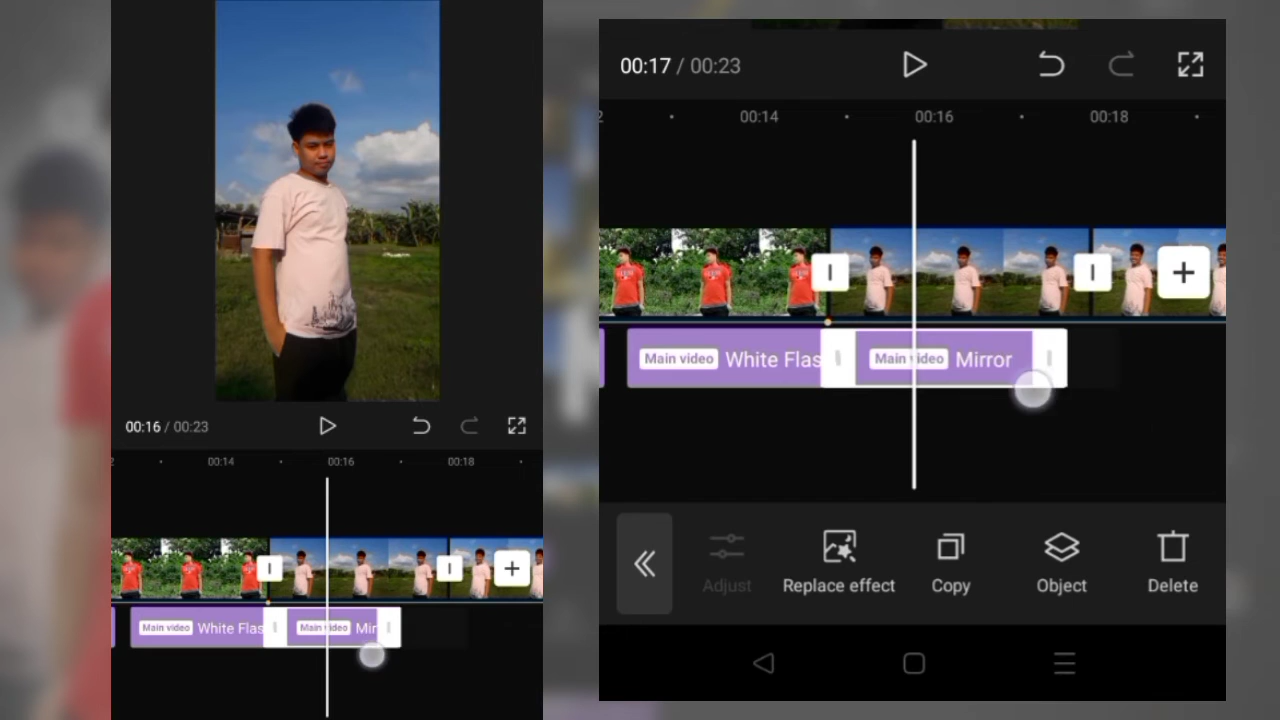 00:16 / 00:23
00:14
00:16
00:18
Main video White Flas
Main video Mir
00:17 / 00:23
2
00:14
00:16
00:18
Main video White Flas
Main video Mirror
Adjust
Replace effect
Copy
Object
Delete